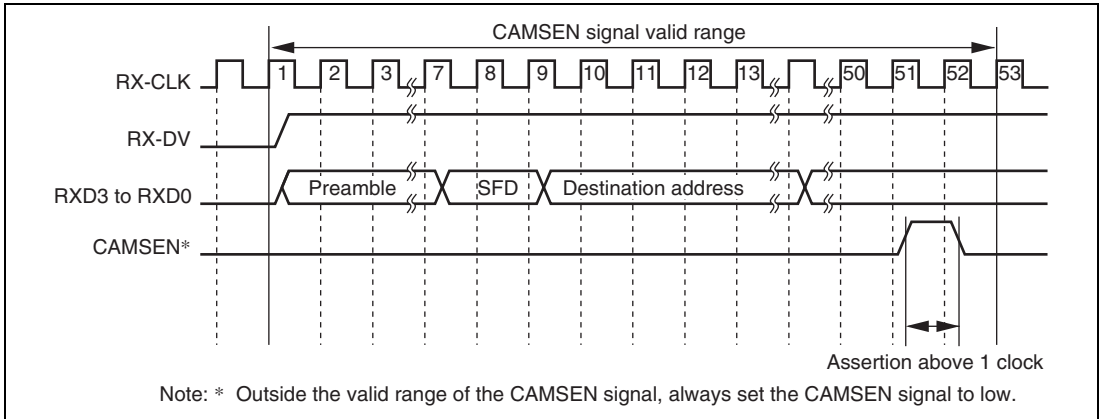 CAMSEN signal valid range
RX-CLK 1 2 3 7 8 9 10 11 12 13 50 51 52 53
RX-DV
RXD3 to RXD0 Preamble SFD Destination address
CAMSEN*
Assertion above 1 clock
Note: * Outside the valid range of the CAMSEN signal, always set the CAMSEN signal to low.